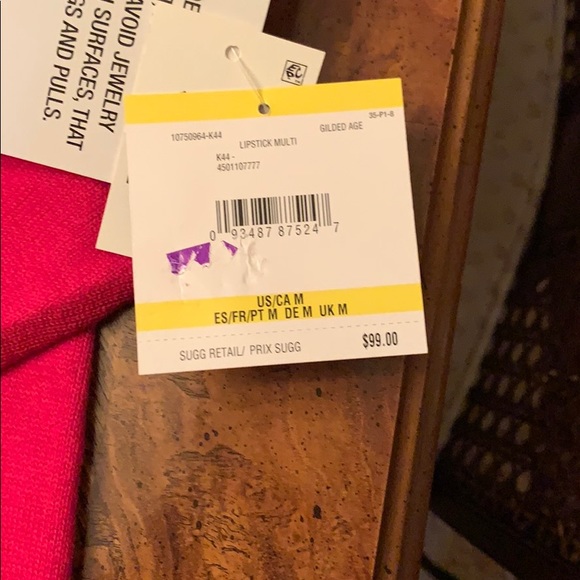 AVOID JEWELRY
SURFACES, THAT
GS AND PULLS.
35-P1-6
10750964-K44
LIPSTICK MULTI
GILDED AGE
K44 -
4501107777
0 93487 87524 7
US/CA M
ES/FR/PT M DE M UK M
SUGG RETAIL/ PRIX SUGG
$99.00